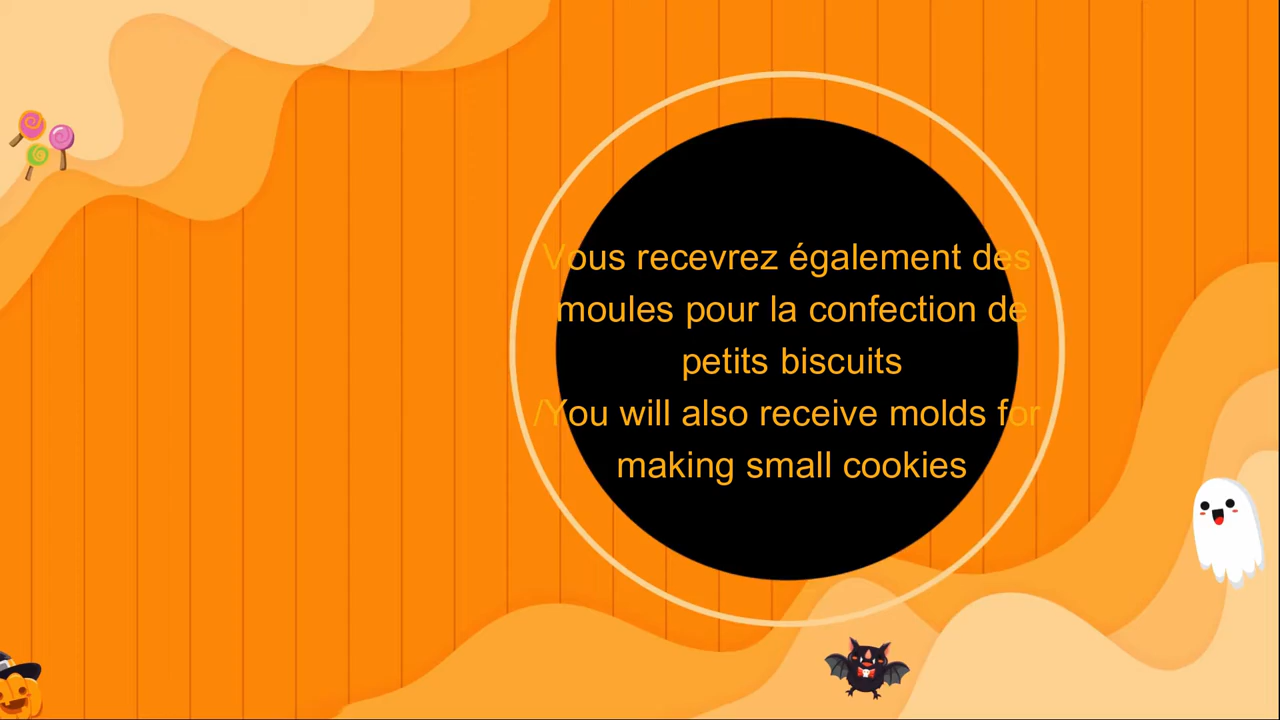 Vous recevrez également des
moules pour la confection de
petits biscuits
/You will also receive molds for
making small cookies